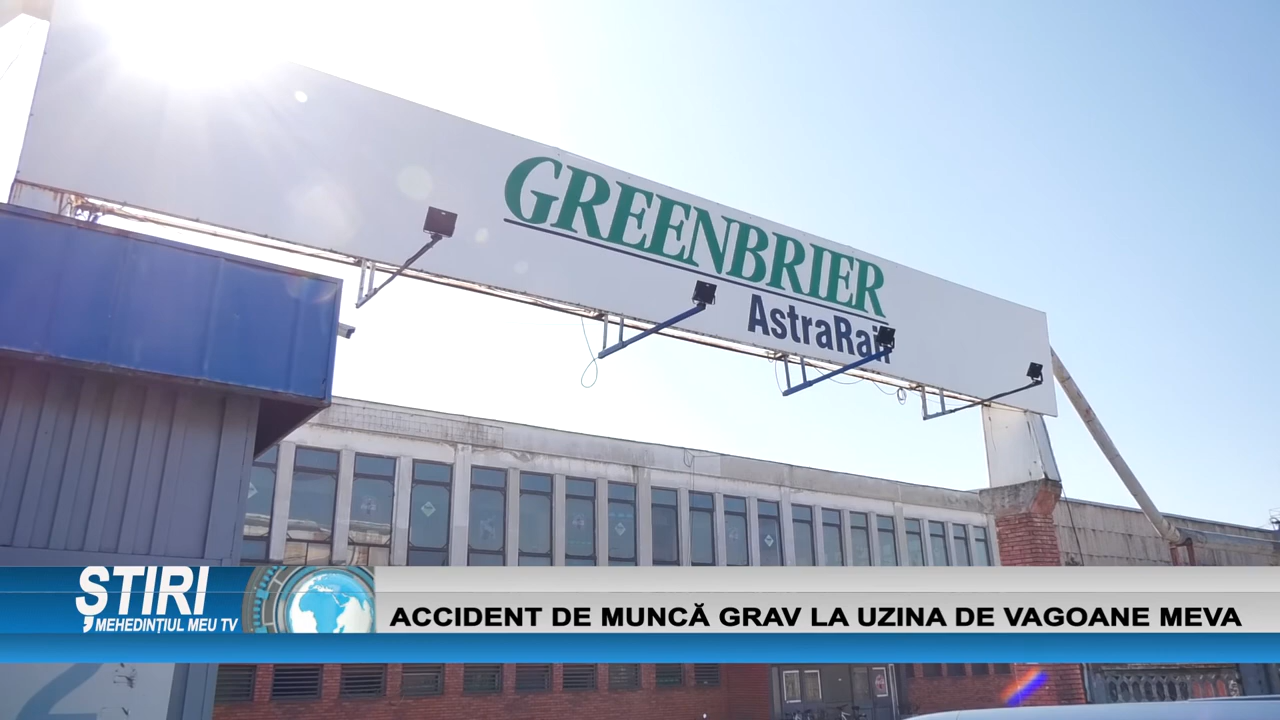 GREENBRIER
AstraRail
ȘTIRI
MEHEDINȚIUL MEU TV
ACCIDENT DE MUNCĂ GRAV LA UZINA DE VAGOANE MEVA